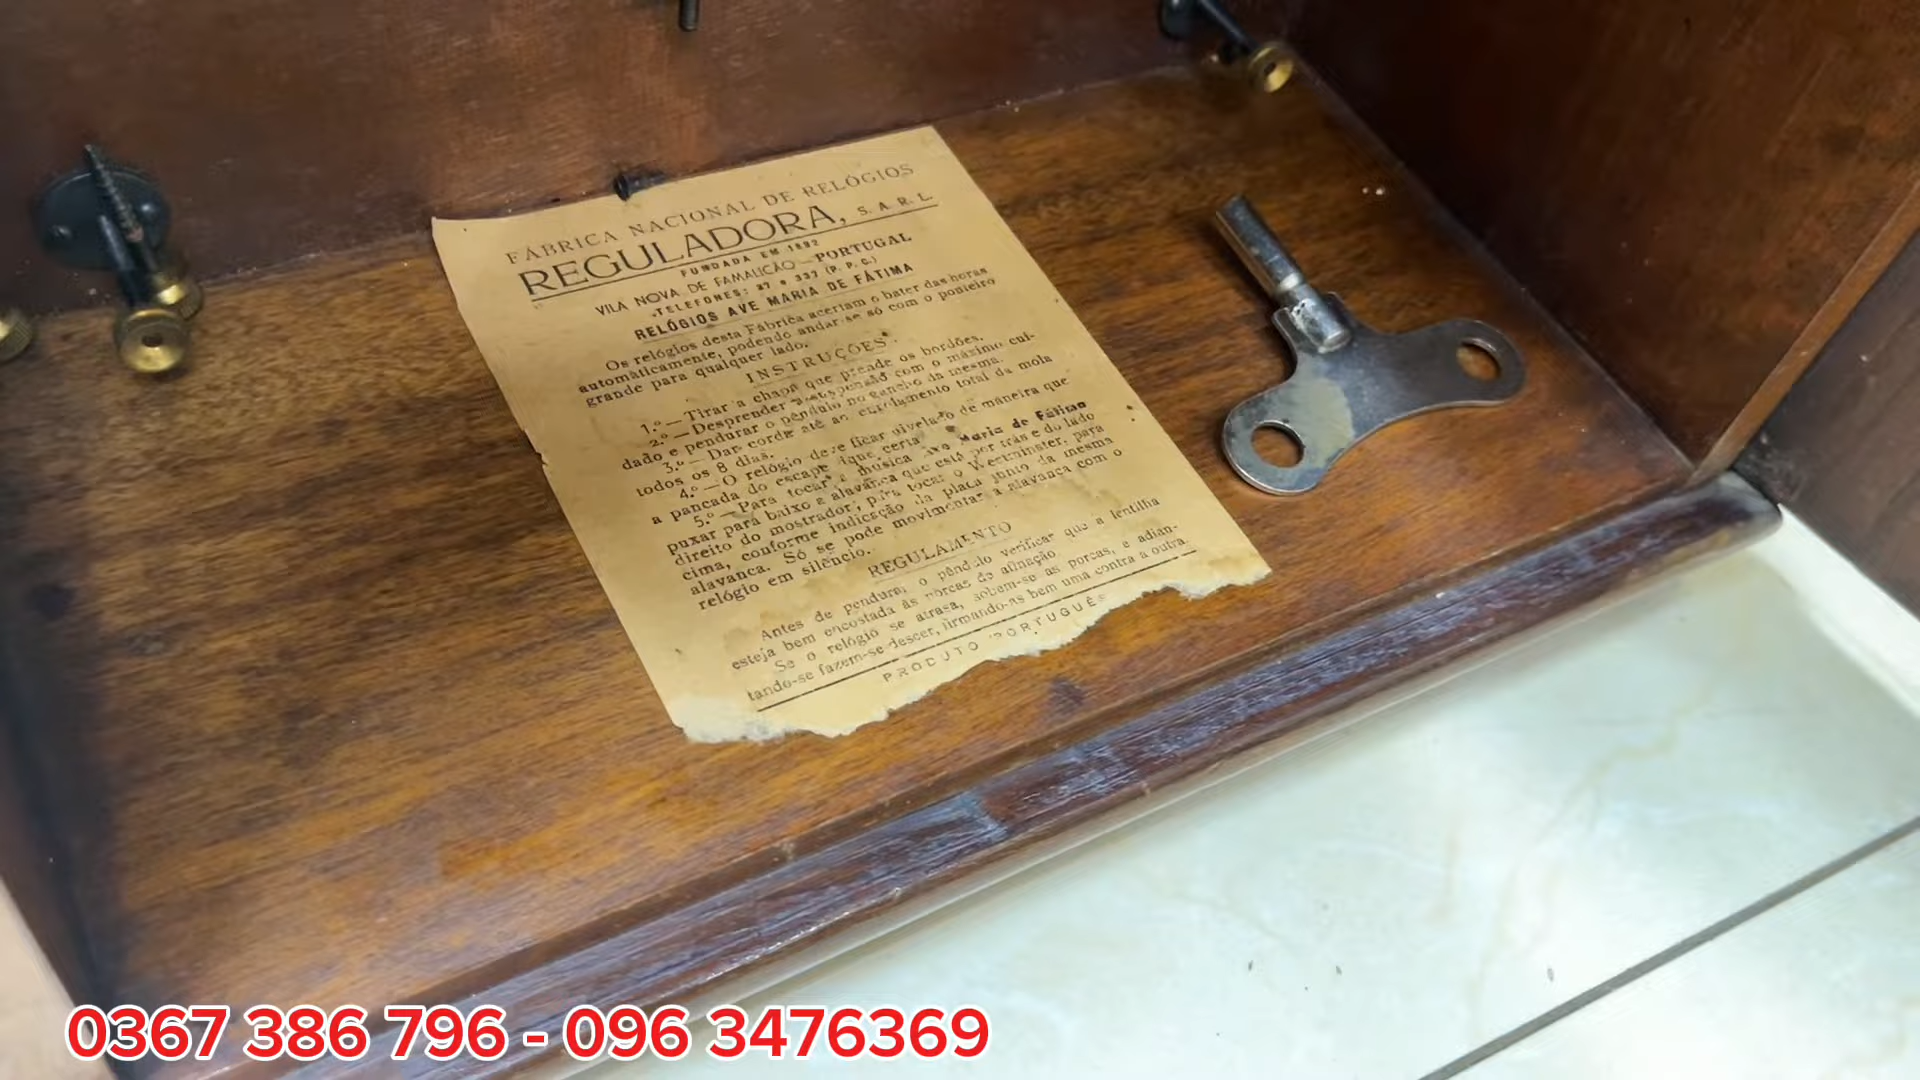 FÁBRICA NACIONAL DE RELÓGIOS
REGULADORA, S. A. R. L.
FUNDADA EM 1892
VILA NOVA DE FAMALICÃO — PORTUGAL
TELEFONES: 27 e 337 (P. P. C.)
RELÓGIOS AVE MARIA DE FÁTIMA
Os relógios desta Fábrica acertam o bater das horas
automàticamente, podendo andar-se só com o ponteiro
grande para qualquer lado.
INSTRUÇÕES:
1.º — Tirar a chapa que prende os bordões.
2.º — Desprender com o máximo cui-
dado e pendurar o pêndulo no gancho da mesma.
3.º — Dar corda até ao enrolamento total da mola
todos os 8 dias.
4.º — O relógio deve ficar nivelado de maneira que
a pancada do escape fique certa
5.º — Para tocar a música Ave Maria de Fátima
puxar para baixo a alavanca que está por trás e do lado
direito do mostrador; para tocar o Westminster, para
cima, conforme indicação da placa junto da mesma
alavanca. Só se pode movimentar a alavanca com o
relógio em silêncio.
REGULAMENTO
Antes de pendurar o pêndulo verificar que a lentilha
esteja bem encostada às porcas de afinação
Se o relógio se atrasa, sobem-se as porcas, e adian-
tando-se fazem-se descer, firmando-as bem uma contra a outra.
PRODUTO PORTUGUÊS
0367 386 796 - 096 3476369